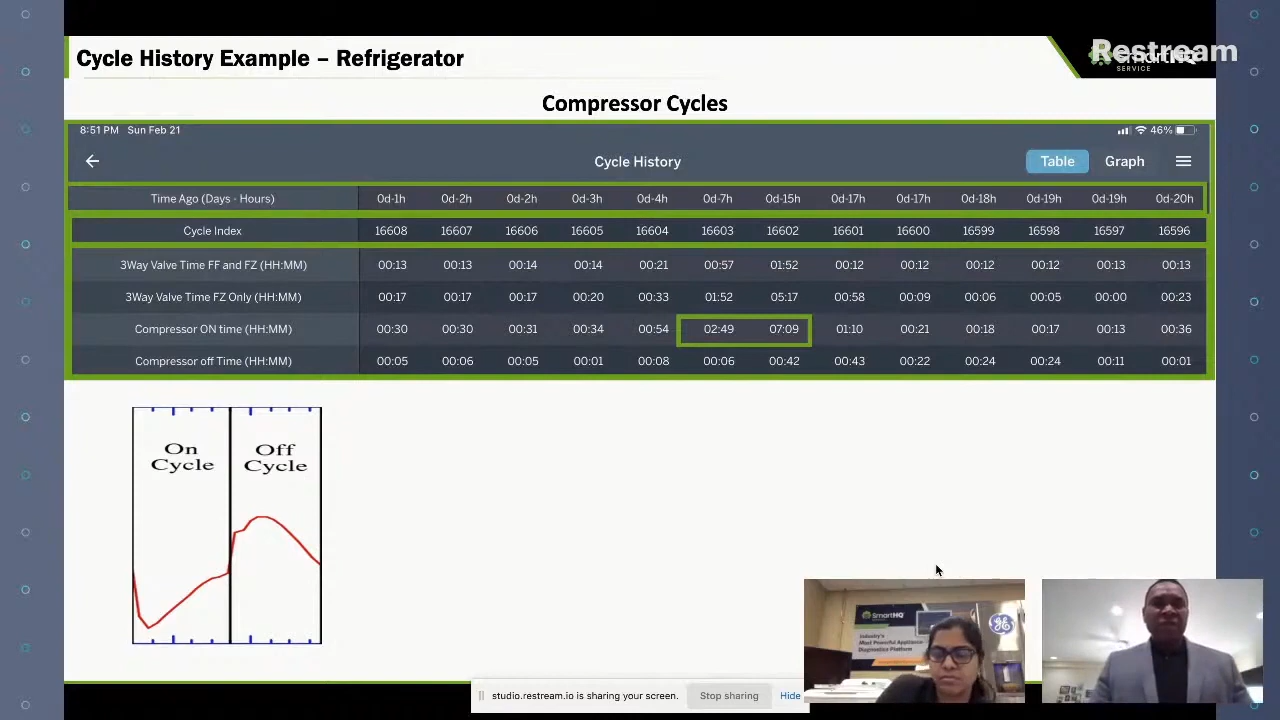 Cycle History Example – Refrigerator
Restream
SERVICE
Compressor Cycles
8:51 PM Sun Feb 21 46%
Cycle History Table Graph
Time Ago (Days - Hours) 0d-1h 0d-2h 0d-2h 0d-3h 0d-4h 0d-7h 0d-15h 0d-17h 0d-17h 0d-18h 0d-19h 0d-19h 0d-20h
Cycle Index 16608 16607 16606 16605 16604 16603 16602 16601 16600 16599 16598 16597 16596
3Way Valve Time FF and FZ (HH:MM) 00:13 00:13 00:14 00:14 00:21 00:57 01:52 00:12 00:12 00:12 00:12 00:13 00:13
3Way Valve Time FZ Only (HH:MM) 00:17 00:17 00:17 00:20 00:33 01:52 05:17 00:58 00:09 00:06 00:05 00:00 00:23
Compressor ON time (HH:MM) 00:30 00:30 00:31 00:34 00:54 02:49 07:09 01:10 00:21 00:18 00:17 00:13 00:36
Compressor off Time (HH:MM) 00:05 00:06 00:05 00:01 00:08 00:06 00:42 00:43 00:22 00:24 00:24 00:11 00:01
On Off
Cycle Cycle
SmartHQ
SERVICE
Industry's
Most Powerful Appliance
Diagnostics Platform
GE
studio.restream.io is sharing your screen. Stop sharing Hide